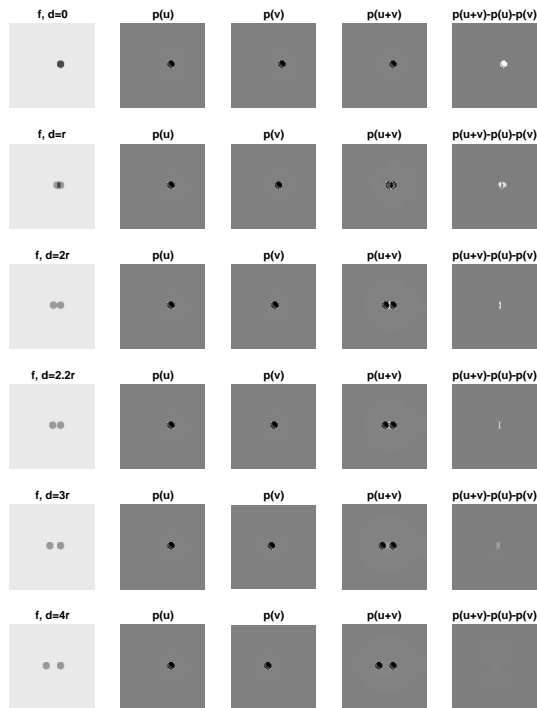 f, d=0 p(u) p(v) p(u+v) p(u+v)-p(u)-p(v)
f, d=r p(u) p(v) p(u+v) p(u+v)-p(u)-p(v)
f, d=2r p(u) p(v) p(u+v) p(u+v)-p(u)-p(v)
f, d=2.2r p(u) p(v) p(u+v) p(u+v)-p(u)-p(v)
f, d=3r p(u) p(v) p(u+v) p(u+v)-p(u)-p(v)
f, d=4r p(u) p(v) p(u+v) p(u+v)-p(u)-p(v)